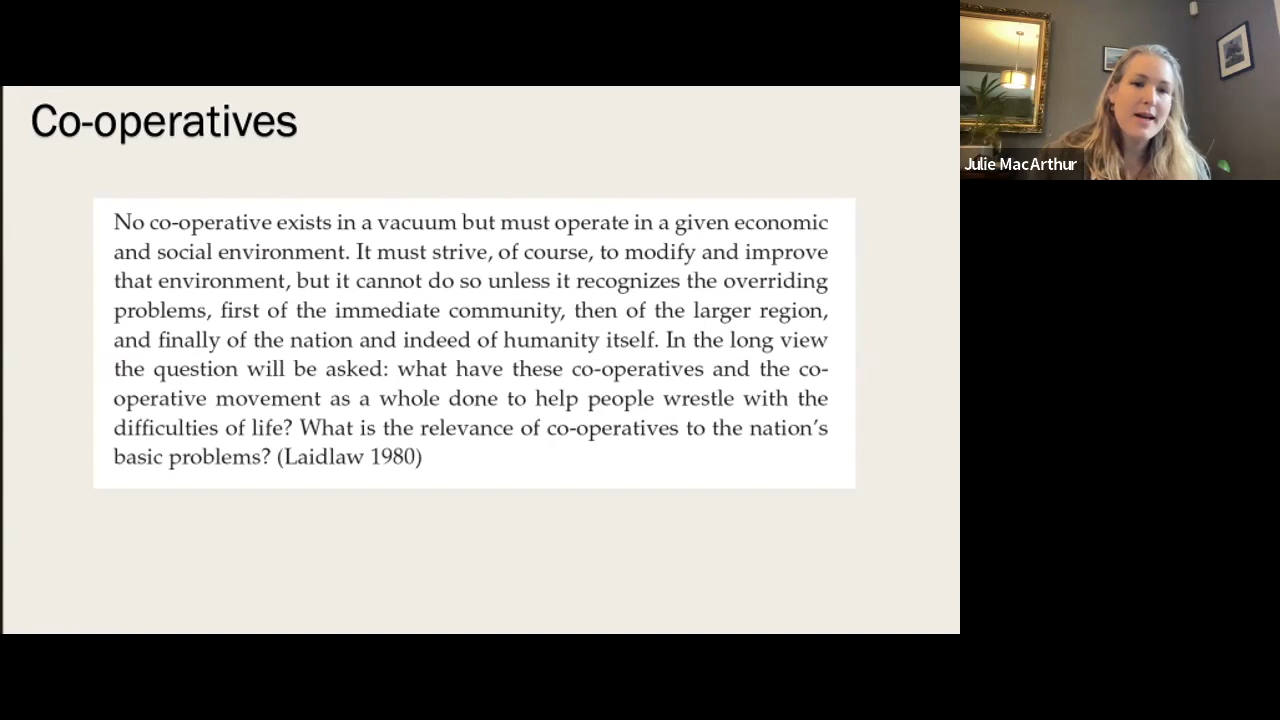 Co-operatives
No co-operative exists in a vacuum but must operate in a given economic
and social environment. It must strive, of course, to modify and improve
that environment, but it cannot do so unless it recognizes the overriding
problems, first of the immediate community, then of the larger region,
and finally of the nation and indeed of humanity itself. In the long view
the question will be asked: what have these co-operatives and the co-
operative movement as a whole done to help people wrestle with the
difficulties of life? What is the relevance of co-operatives to the nation's
basic problems? (Laidlaw 1980)
Julie MacArthur